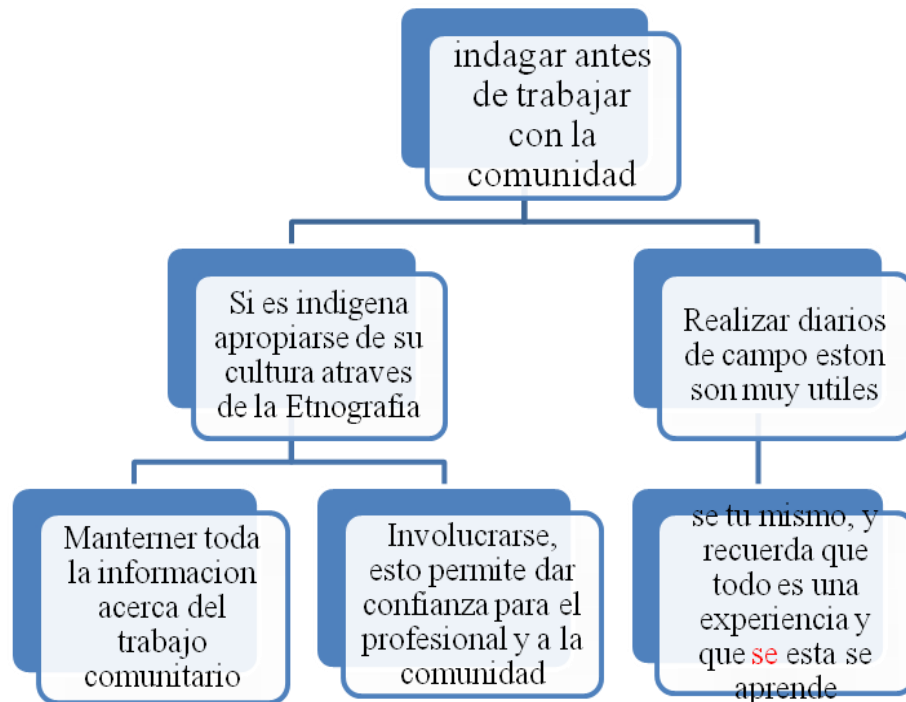 indagar antes
de trabajar
con la
comunidad
Si es indigena
apropiarse de su
cultura atraves
de la Etnografia
Realizar diarios
de campo eston
son muy utiles
Manterner toda
la informacion
acerca del
trabajo
comunitario
Involucrarse,
esto permite dar
confianza para el
profesional y a la
comunidad
se tu mismo, y
recuerda que
todo es una
experiencia y
que se esta se
aprende